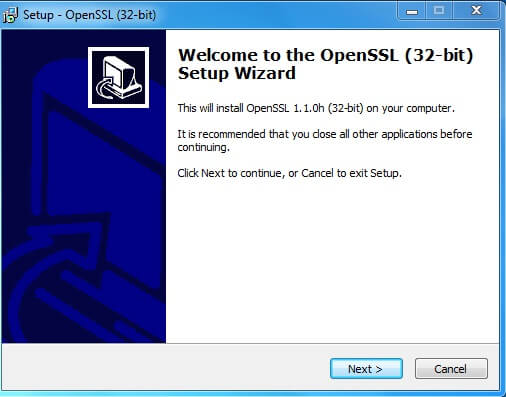 Setup - OpenSSL (32-bit)
Welcome to the OpenSSL (32-bit)
Setup Wizard
This will install OpenSSL 1.1.0h (32-bit) on your computer.
It is recommended that you close all other applications before
continuing.
Click Next to continue, or Cancel to exit Setup.
Next >
Cancel